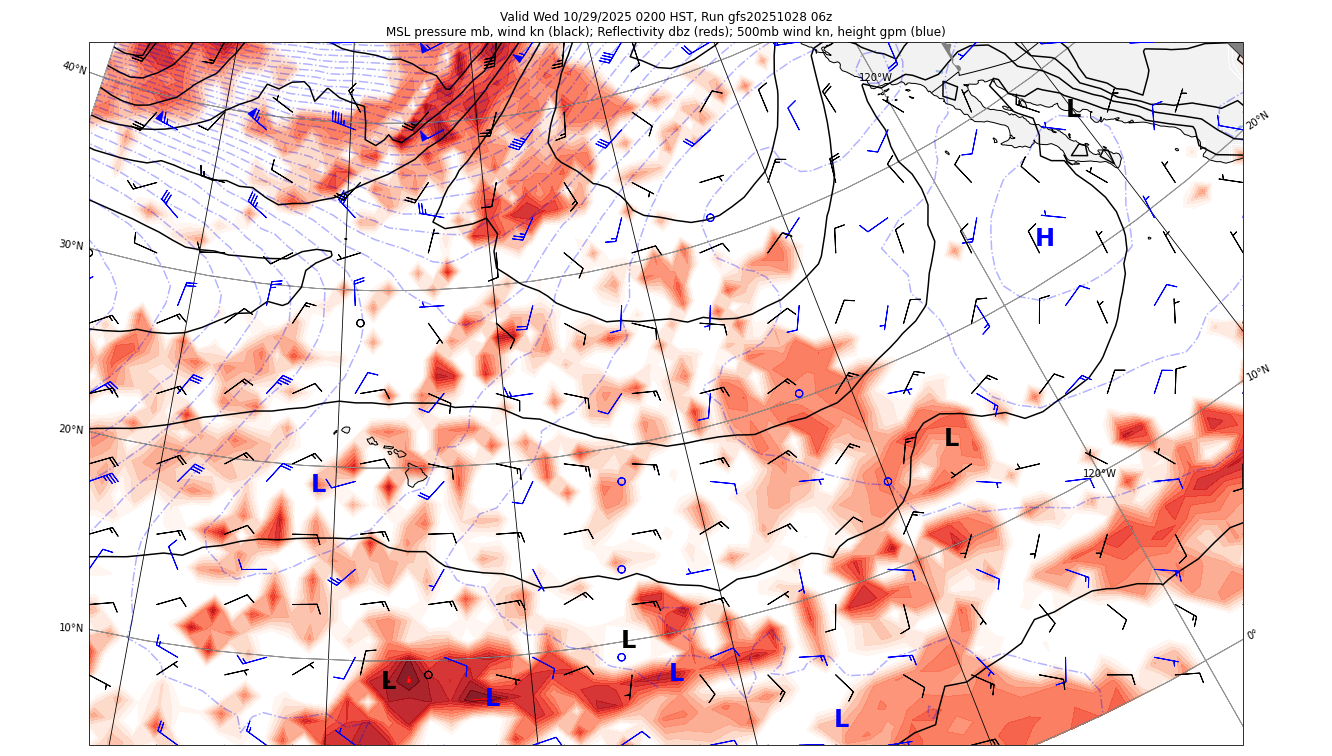 Valid Wed 10/29/2025 0200 HST, Run gfs20251028 06z
MSL pressure mb, wind kn (black); Reflectivity dbz (reds); 500mb wind kn, height gpm (blue)
40°N
120°W
L
20°N
30°N
H
10°N
20°N
L
L
120°W
10°N
L
0°
L
L
L
L